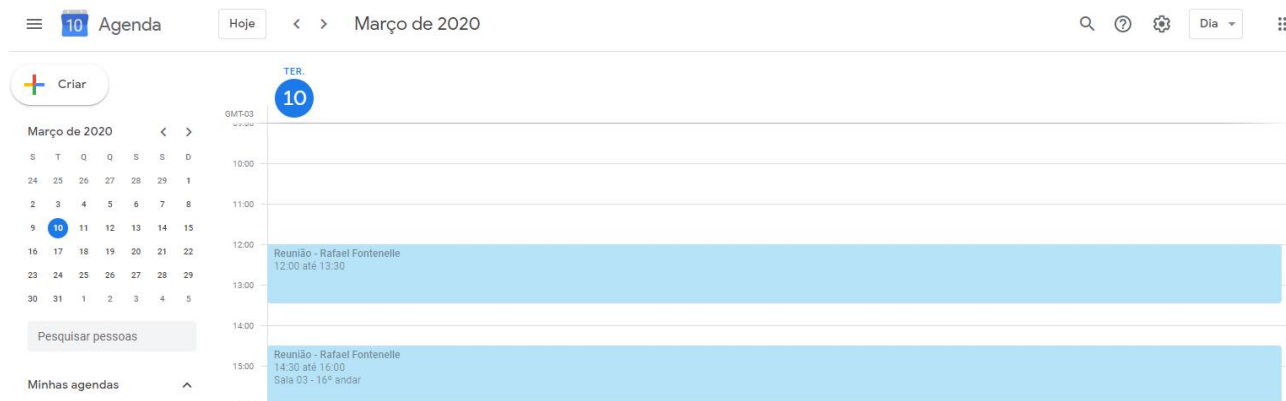 10 Agenda Hoje Março de 2020 Dia
Criar
TER.
10
GMT-03
Março de 2020
S T Q Q S S D
24 25 26 27 28 29 1
2 3 4 5 6 7 8
9 10 11 12 13 14 15
16 17 18 19 20 21 22
23 24 25 26 27 28 29
30 31 1 2 3 4 5
Pesquisar pessoas
Minhas agendas
10:00
11:00
12:00
Reunião - Rafael Fontenelle
12:00 até 13:30
13:00
14:00
Reunião - Rafael Fontenelle
15:00 14:30 até 16:00
Sala 03 - 16º andar